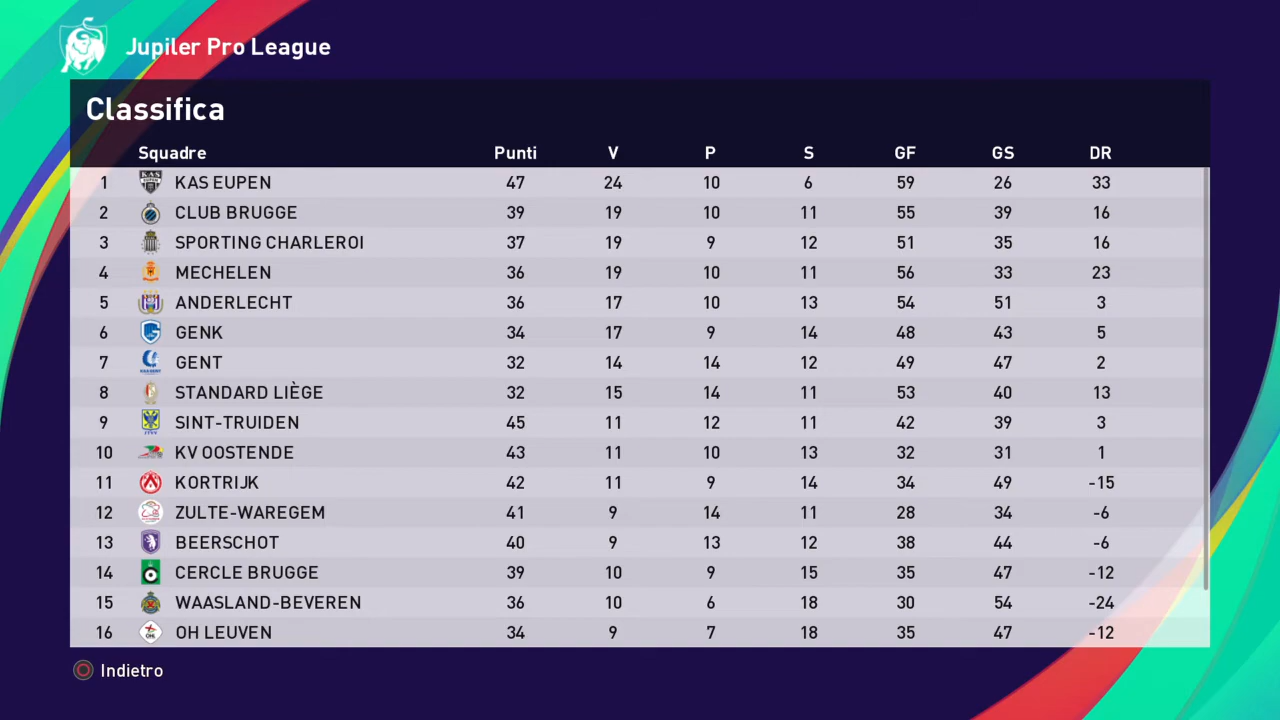 Jupiler Pro League
Classifica
Squadre Punti V P S GF GS DR
1 KAS EUPEN 47 24 10 6 59 26 33
2 CLUB BRUGGE 39 19 10 11 55 39 16
3 SPORTING CHARLEROI 37 19 9 12 51 35 16
4 MECHELEN 36 19 10 11 56 33 23
5 ANDERLECHT 36 17 10 13 54 51 3
6 GENK 34 17 9 14 48 43 5
7 GENT 32 14 14 12 49 47 2
8 STANDARD LIÈGE 32 15 14 11 53 40 13
9 SINT-TRUIDEN 45 11 12 11 42 39 3
10 KV OOSTENDE 43 11 10 13 32 31 1
11 KORTRIJK 42 11 9 14 34 49 -15
12 ZULTE-WAREGEM 41 9 14 11 28 34 -6
13 BEERSCHOT 40 9 13 12 38 44 -6
14 CERCLE BRUGGE 39 10 9 15 35 47 -12
15 WAASLAND-BEVEREN 36 10 6 18 30 54 -24
16 OH LEUVEN 34 9 7 18 35 47 -12
Indietro